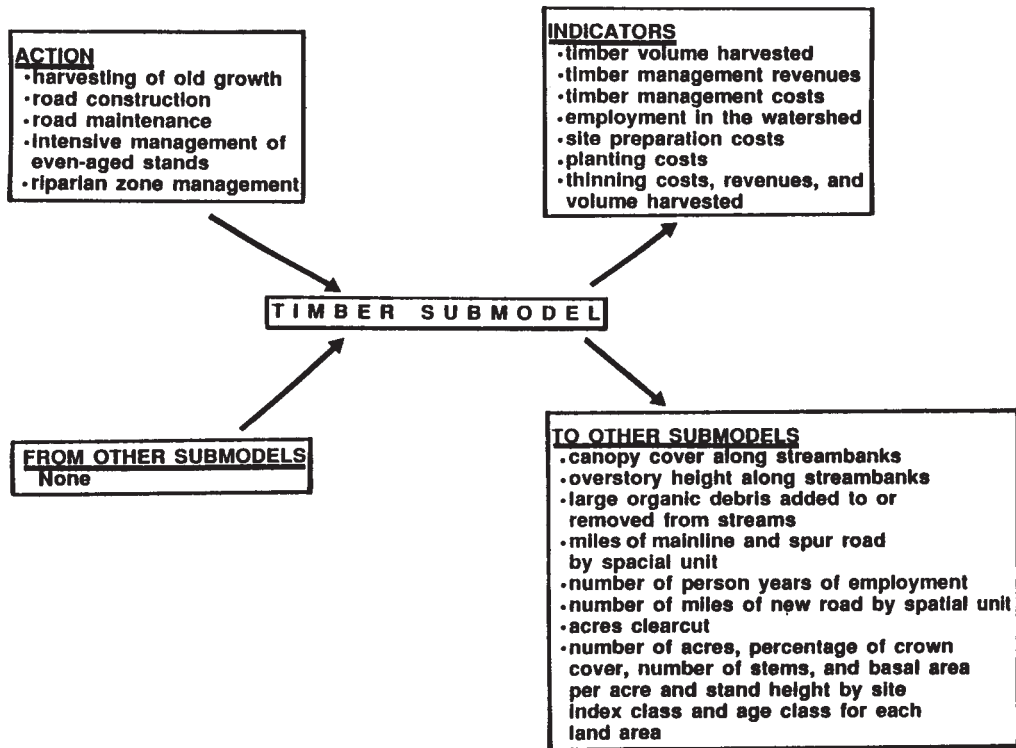 ACTION
•harvesting of old growth
•road construction
•road maintenance
•intensive management of
even-aged stands
•riparian zone management
INDICATORS
•timber volume harvested
•timber management revenues
•timber management costs
•employment in the watershed
•site preparation costs
•planting costs
•thinning costs, revenues, and
volume harvested
TIMBER SUBMODEL
FROM OTHER SUBMODELS
None
TO OTHER SUBMODELS
•canopy cover along streambanks
•overstory height along streambanks
•large organic debris added to or
removed from streams
•miles of mainline and spur road
by spacial unit
•number of person years of employment
•number of miles of new road by spatial unit
•acres clearcut
•number of acres, percentage of crown
cover, number of stems, and basal area
per acre and stand height by site
index class and age class for each
land area